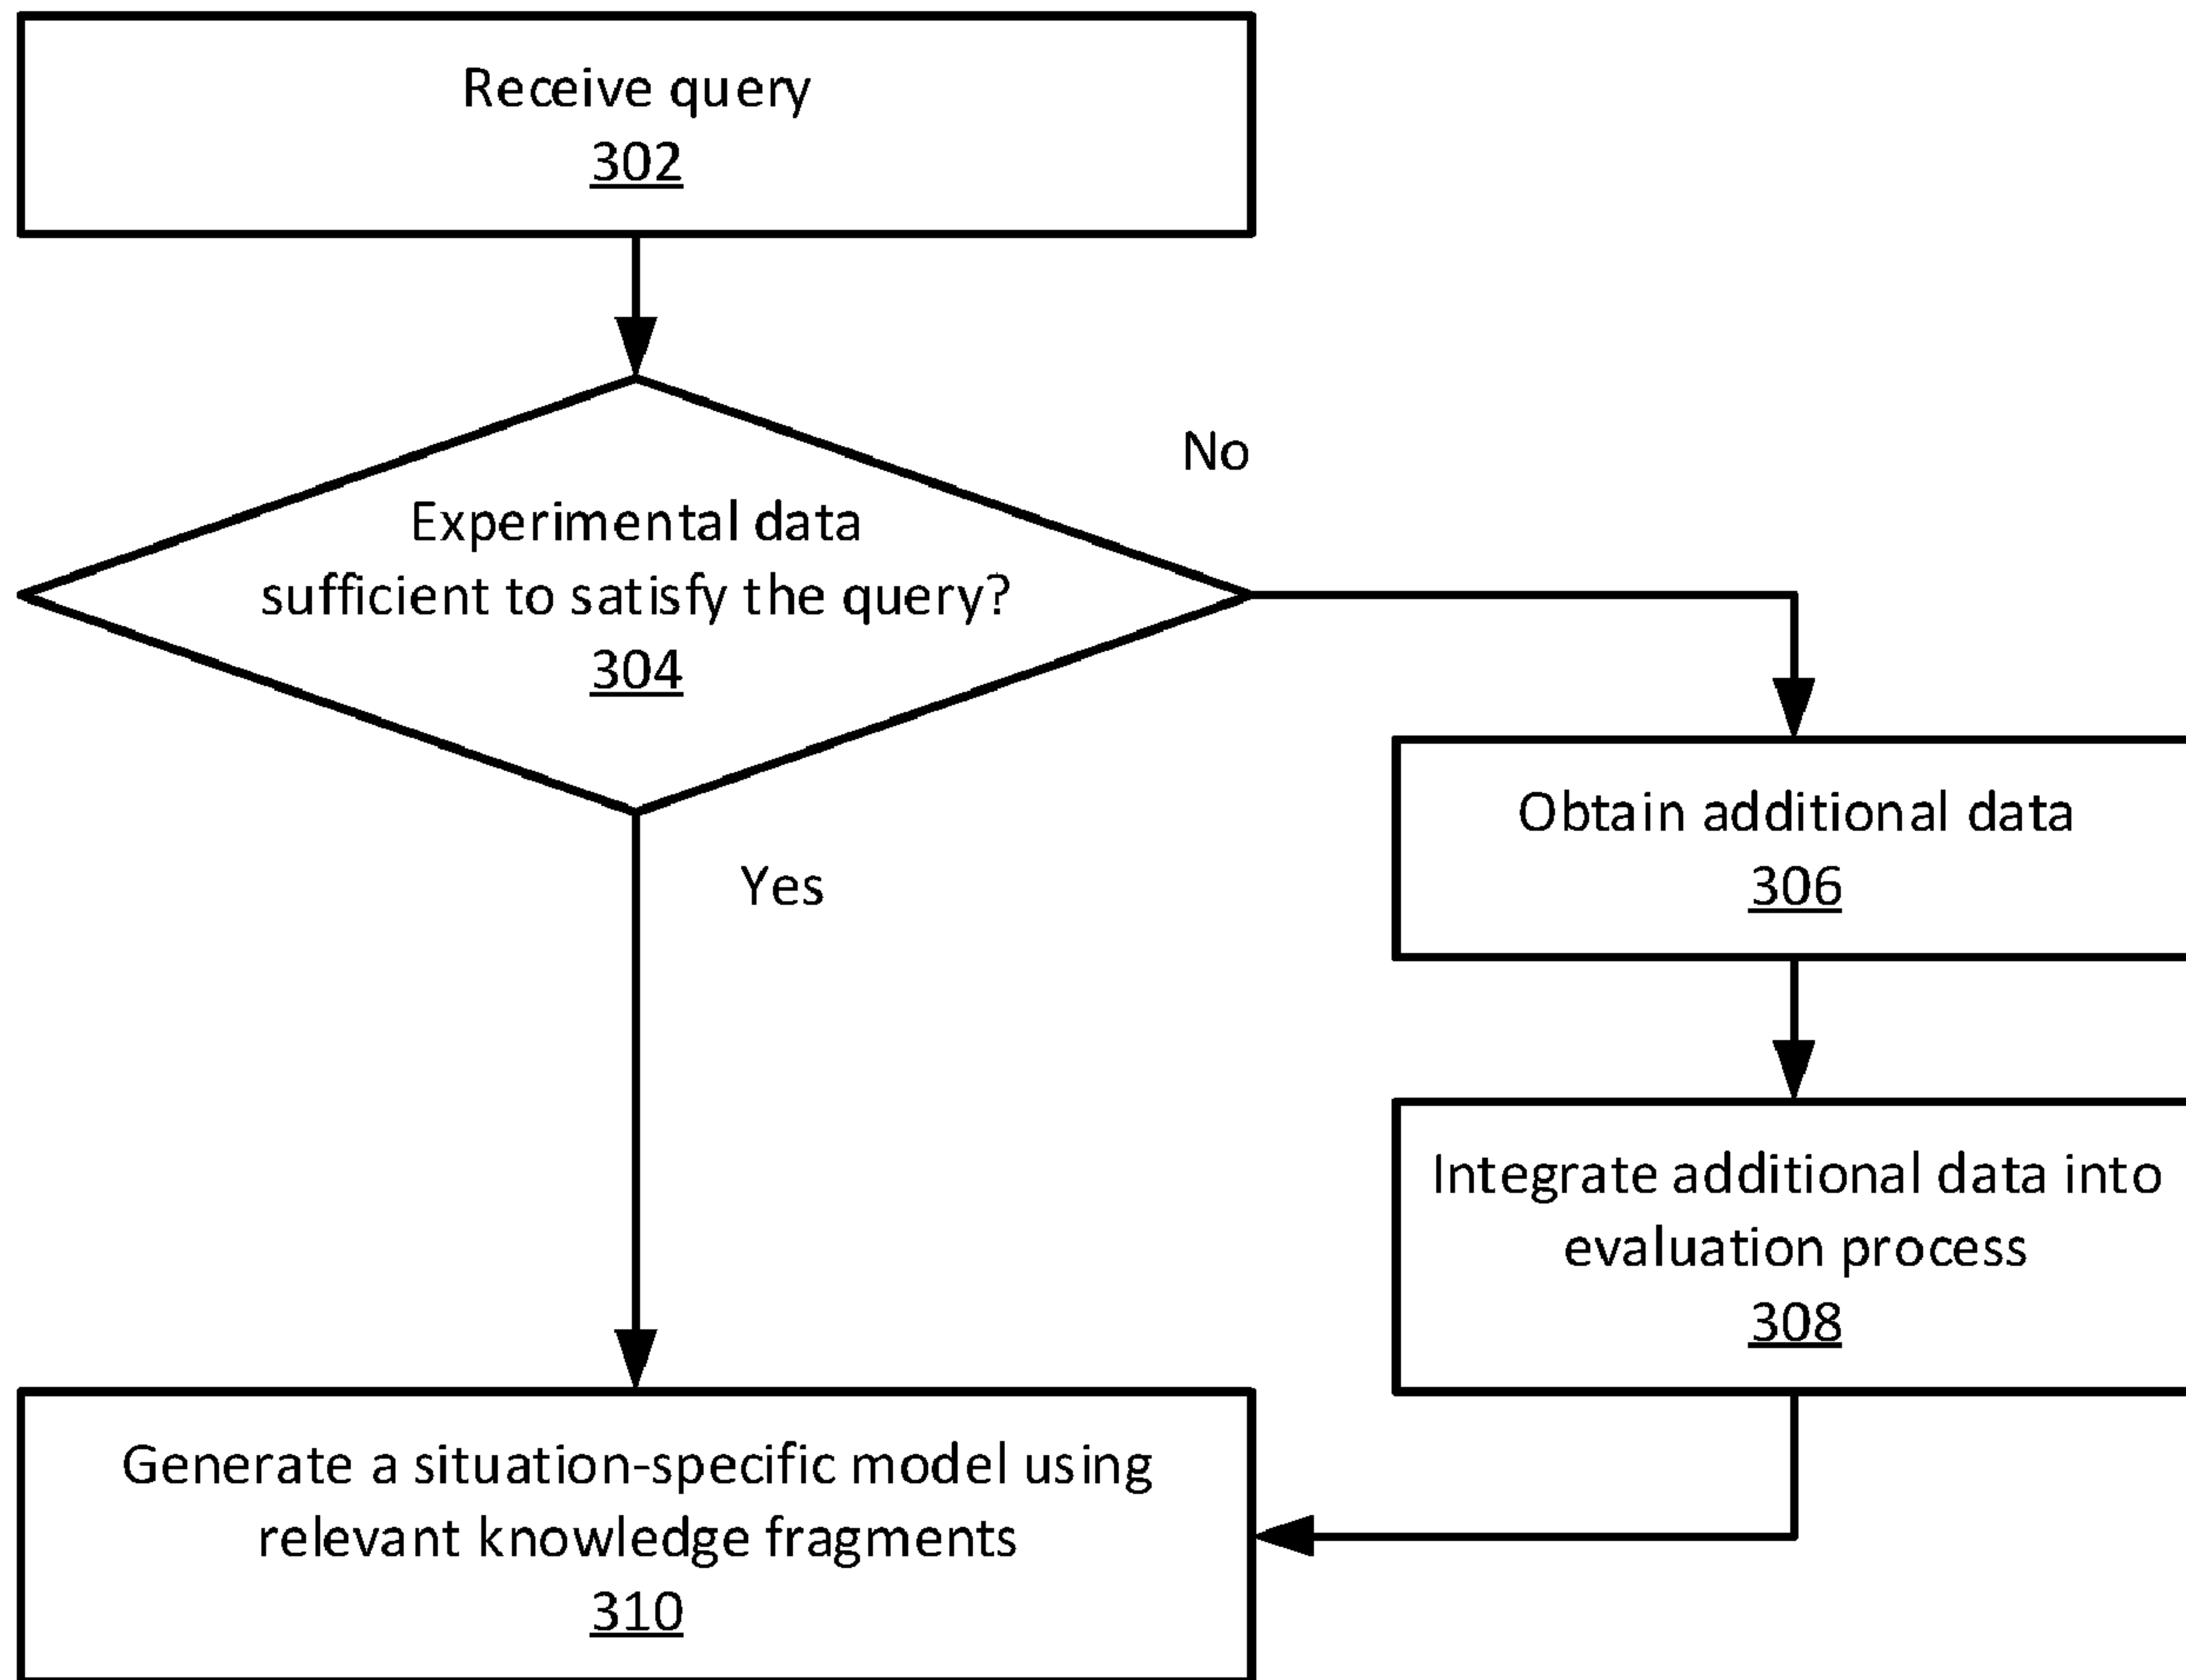 Receive query
302
No
Experimental data
sufficient to satisfy the query?
304
Yes
Obtain additional data
306
Integrate additional data into
evaluation process
308
Generate a situation-specific model using
relevant knowledge fragments
310